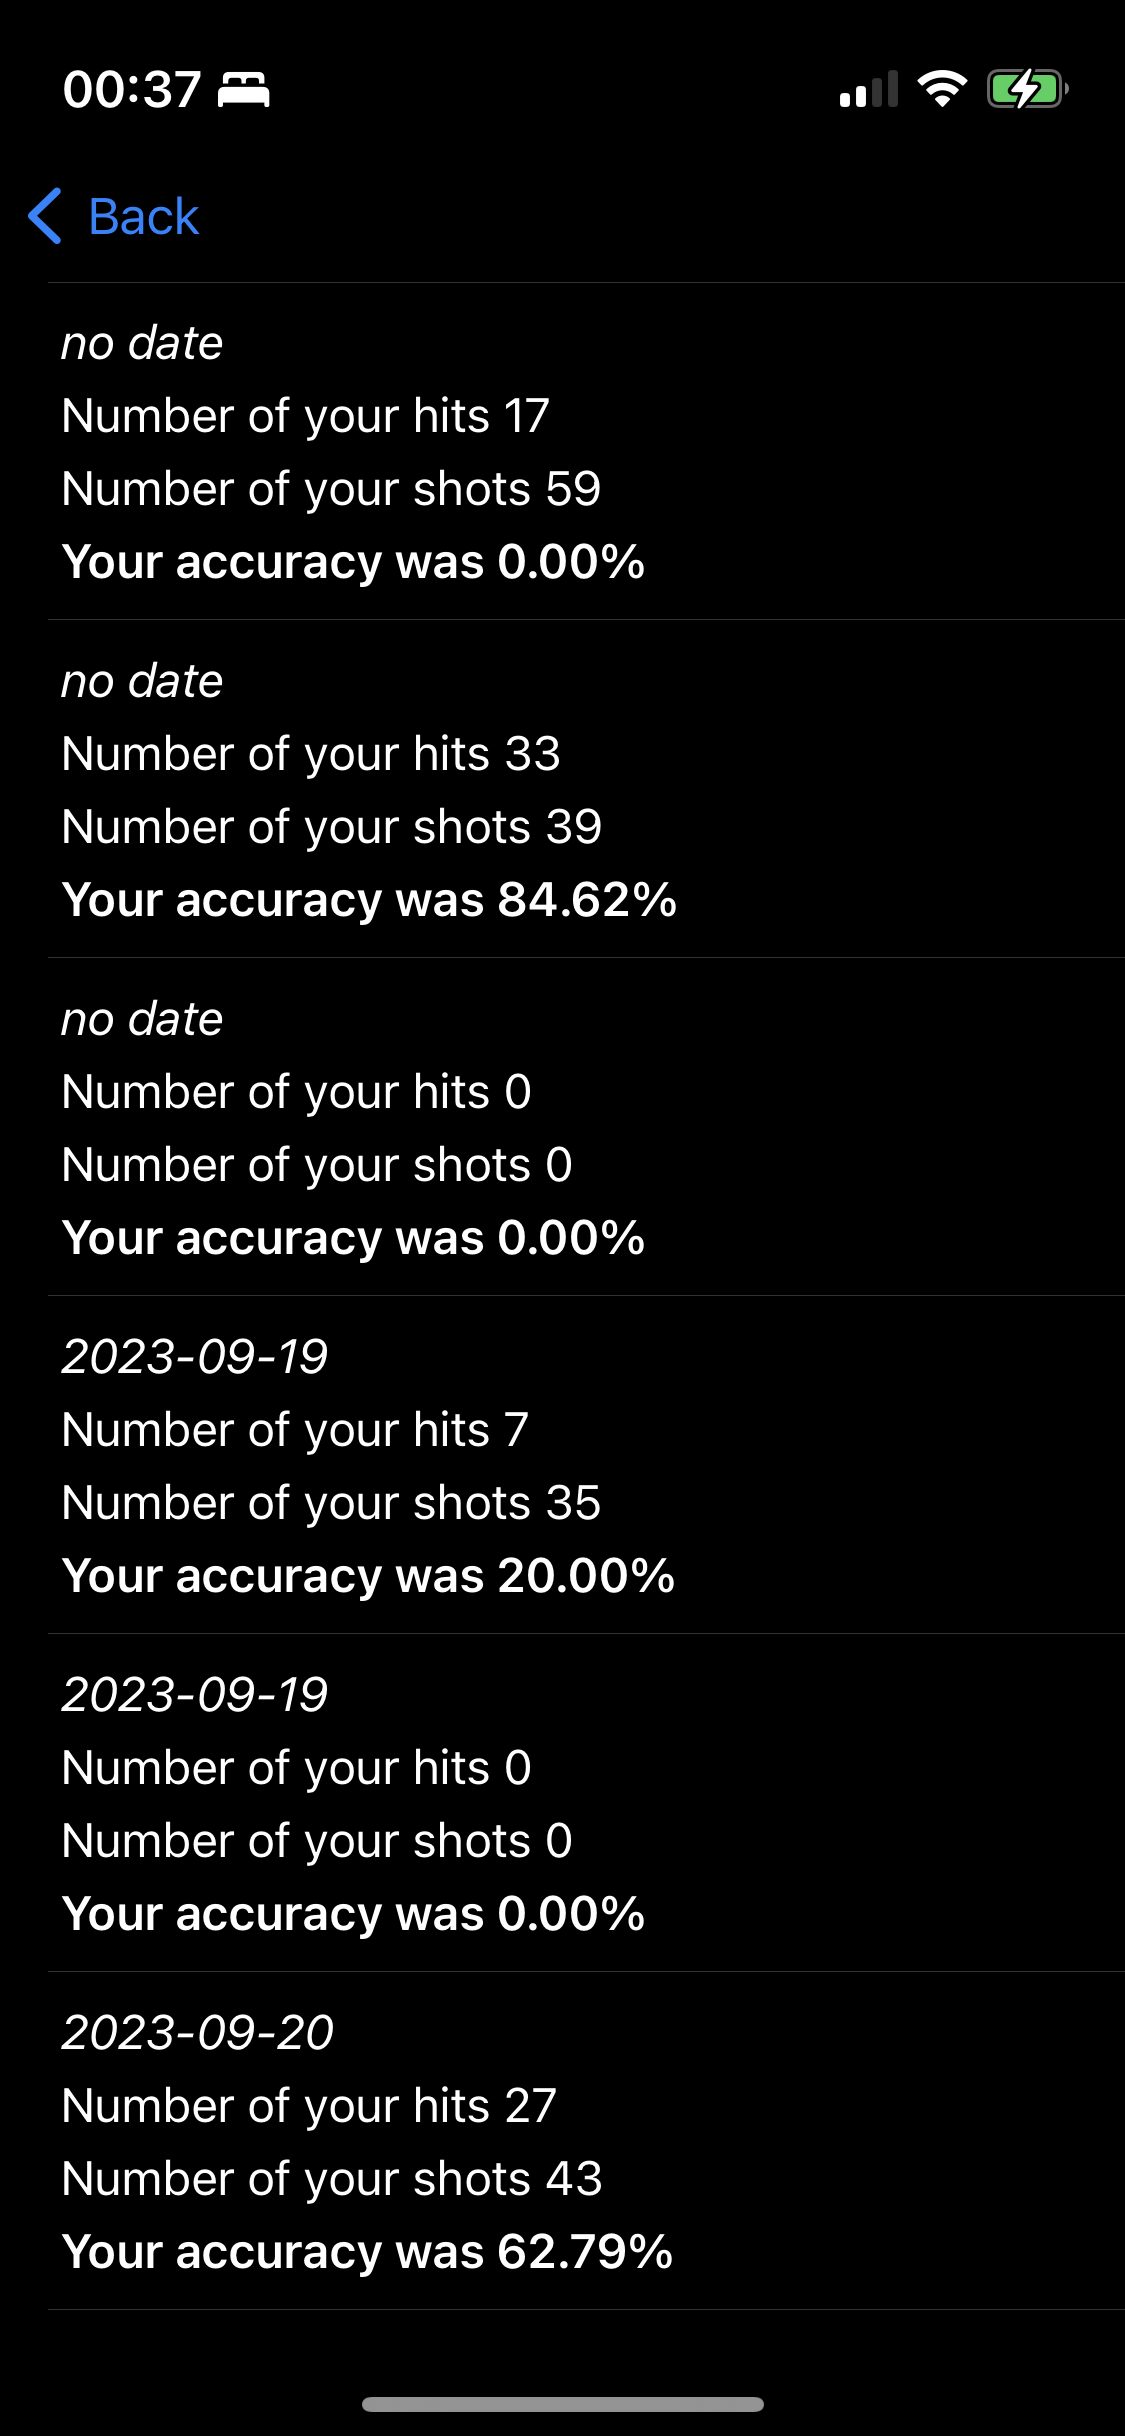 00:37
Back
no date
Number of your hits 17
Number of your shots 59
Your accuracy was 0.00%
no date
Number of your hits 33
Number of your shots 39
Your accuracy was 84.62%
no date
Number of your hits 0
Number of your shots 0
Your accuracy was 0.00%
2023-09-19
Number of your hits 7
Number of your shots 35
Your accuracy was 20.00%
2023-09-19
Number of your hits 0
Number of your shots 0
Your accuracy was 0.00%
2023-09-20
Number of your hits 27
Number of your shots 43
Your accuracy was 62.79%